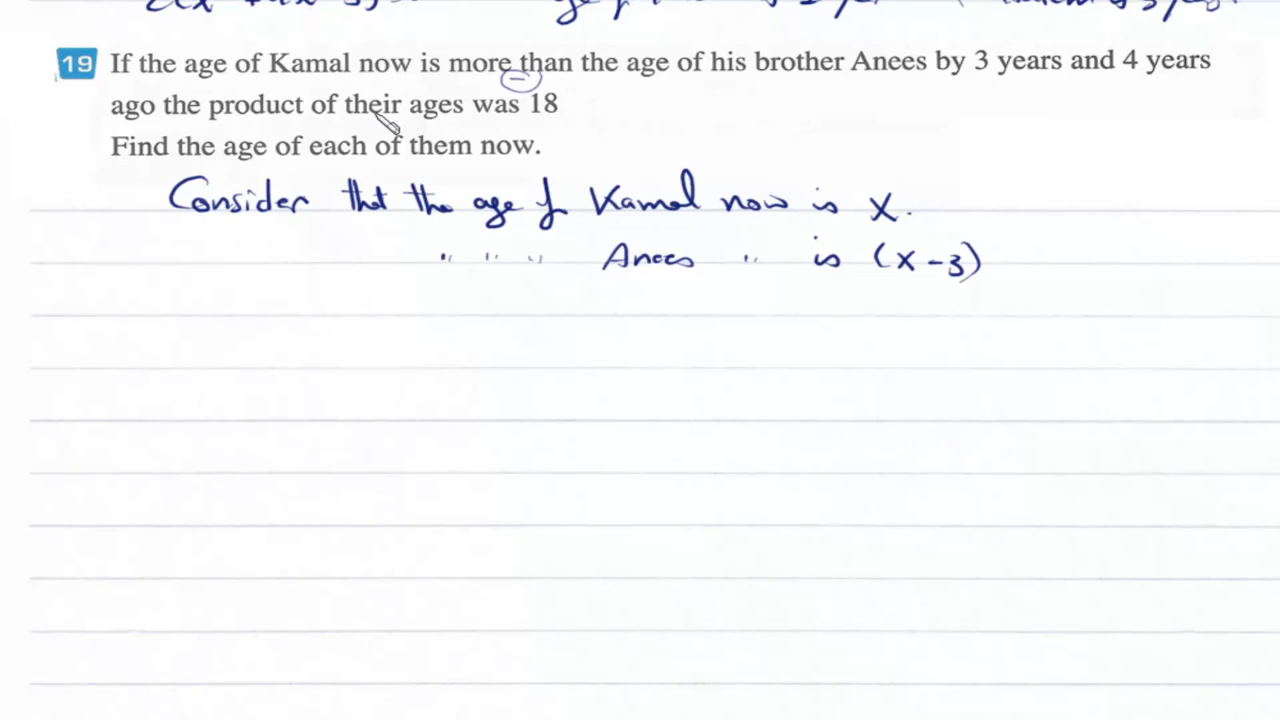 19 If the age of Kamal now is more than the age of his brother Anees by 3 years and 4 years
ago the product of their ages was 18
Find the age of each of them now.
Consider that the age of Kamal now is x.
" " " Anees " is (x-3)